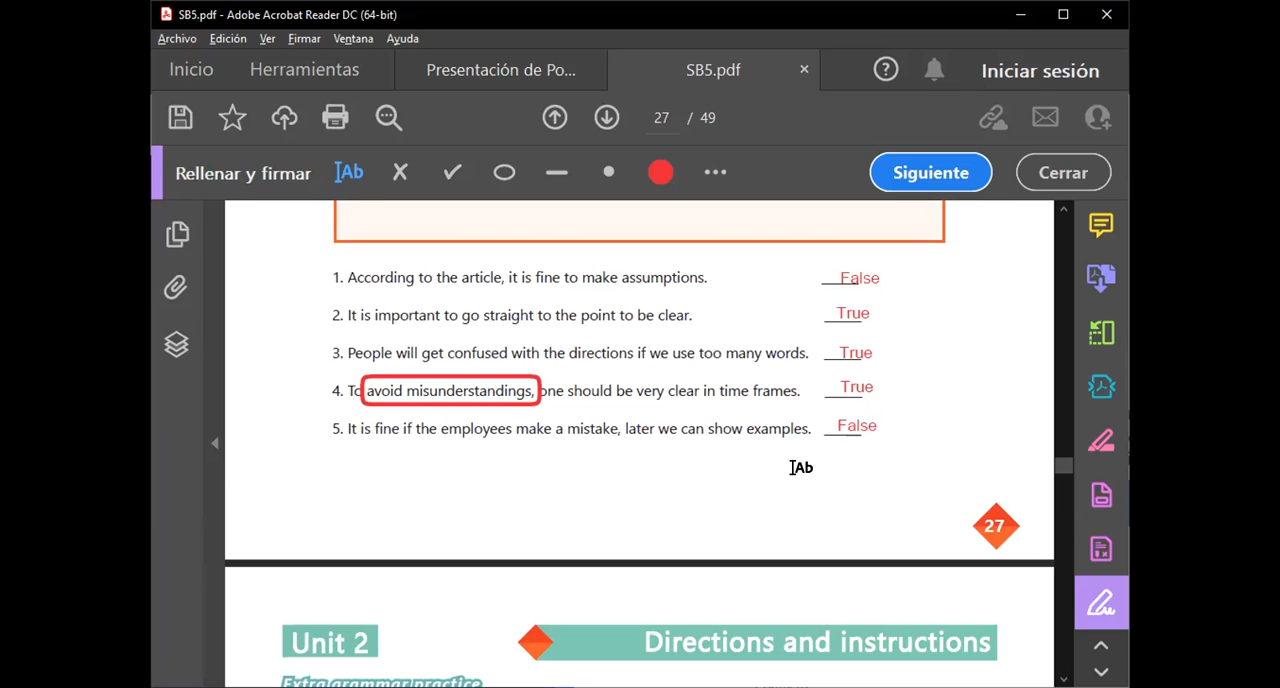 SB5.pdf - Adobe Acrobat Reader DC (64-bit)
Archivo Edición Ver Firmar Ventana Ayuda
Inicio Herramientas Presentación de Po... SB5.pdf × ? Iniciar sesión
27 / 49
Rellenar y firmar Ab Siguiente Cerrar
1. According to the article, it is fine to make assumptions. False
2. It is important to go straight to the point to be clear. True
3. People will get confused with the directions if we use too many words. True
4. To avoid misunderstandings, one should be very clear in time frames. True
5. It is fine if the employees make a mistake, later we can show examples. False
Ab
27
Unit 2 Directions and instructions
Extra grammar practice